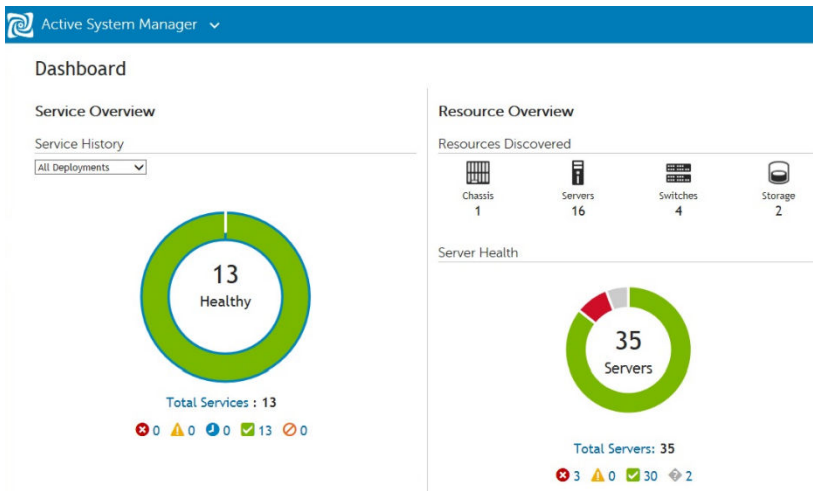 Active System Manager
Dashboard
Service Overview
Service History
All Deployments
13
Healthy
Total Services : 13
0 0 0 13 0
Resource Overview
Resources Discovered
Chassis Servers Switches Storage
1 16 4 2
Server Health
35
Servers
Total Servers: 35
3 0 30 2